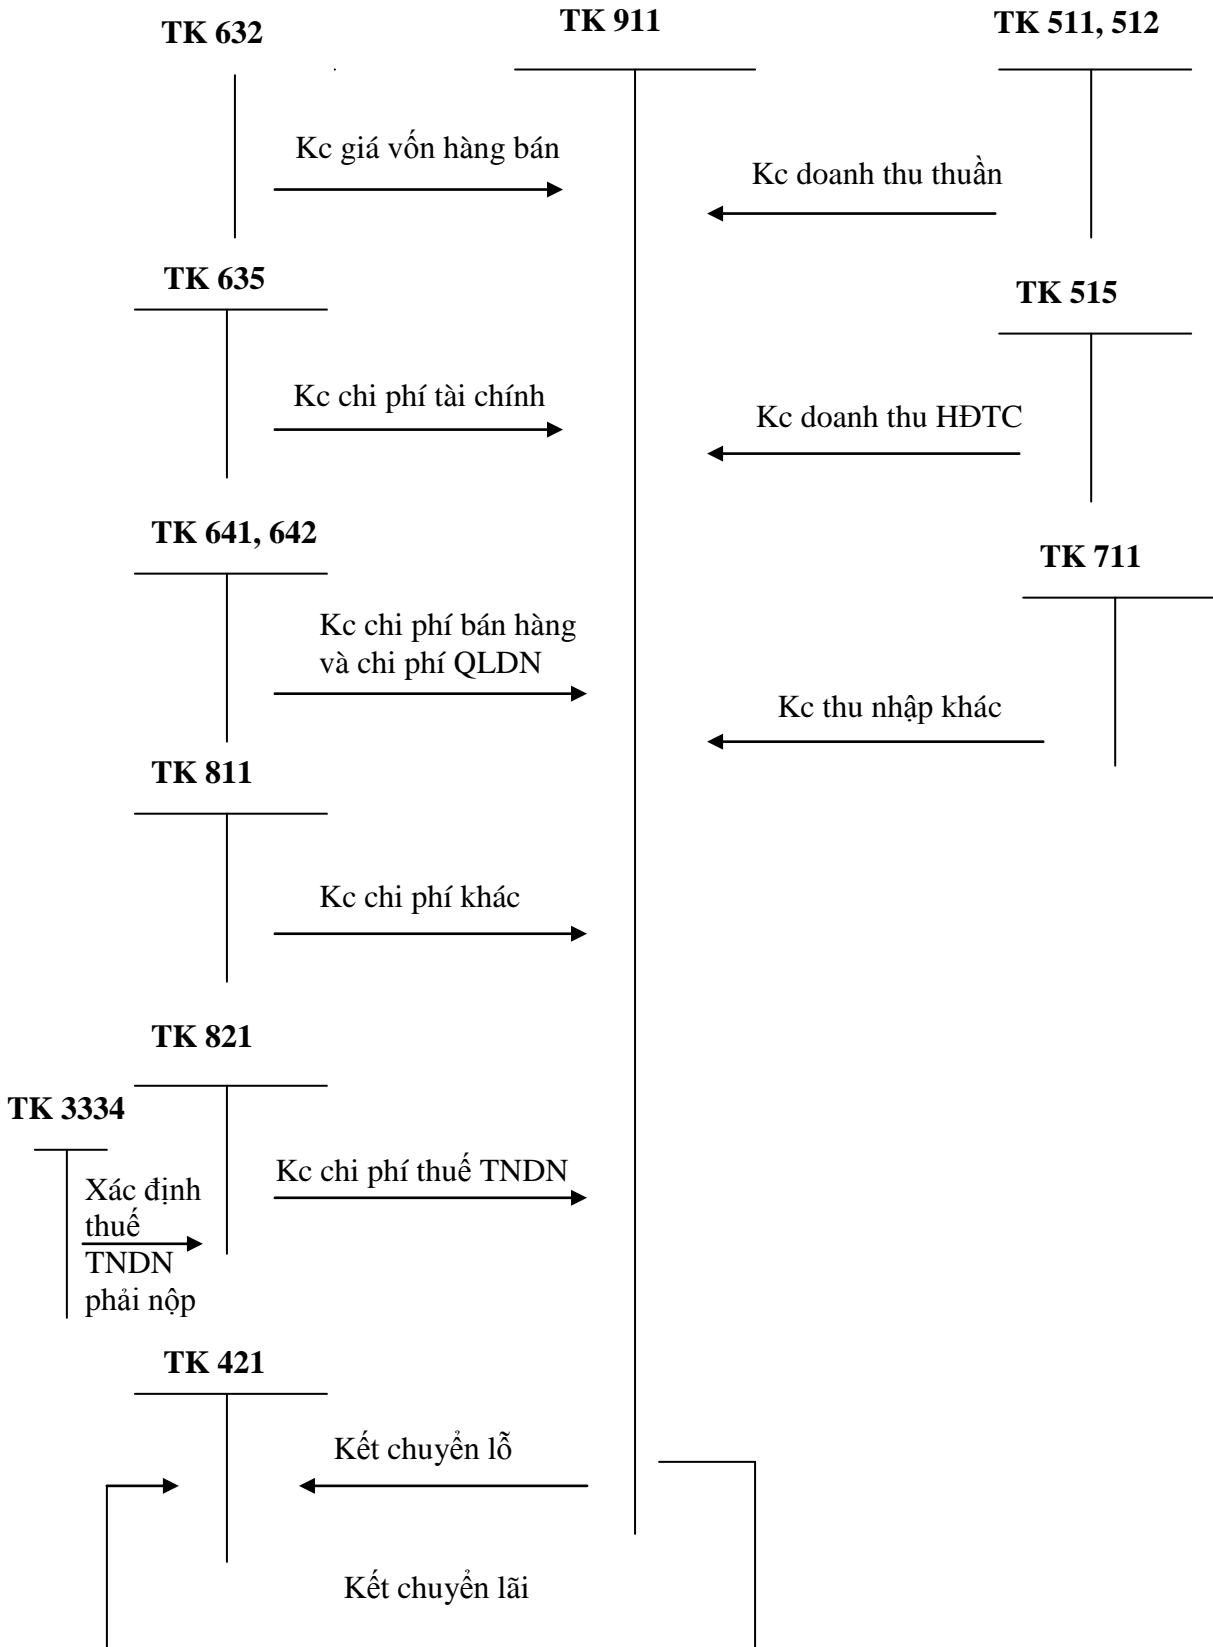 TK 632
TK 911
TK 511, 512
Kc giá vốn hàng bán
Kc doanh thu thuần
TK 635
TK 515
Kc chi phí tài chính
Kc doanh thu HĐTC
TK 641, 642
TK 711
Kc chi phí bán hàng
và chi phí QLDN
Kc thu nhập khác
TK 811
Kc chi phí khác
TK 821
TK 3334
Kc chi phí thuế TNDN
Xác định
thuế
TNDN
phải nộp
TK 421
Kết chuyển lỗ
Kết chuyển lãi